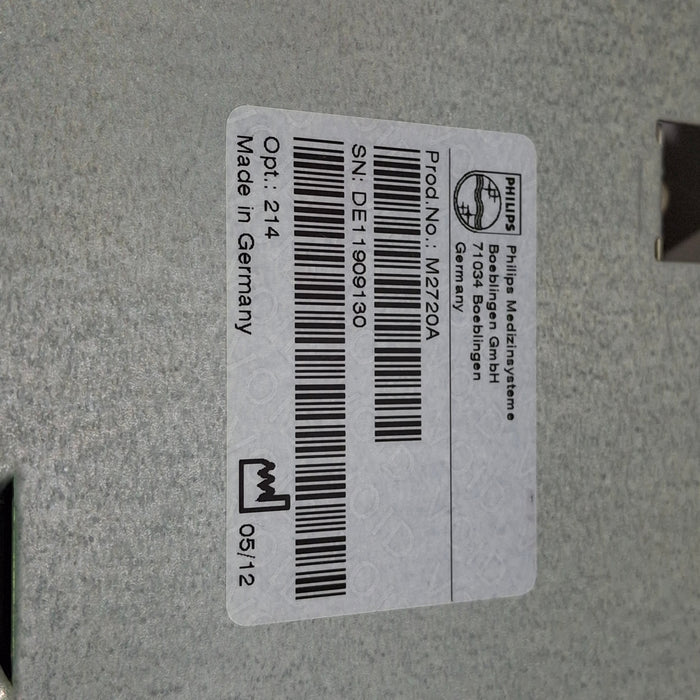 PHILIPS
Philips Medizinsysteme
Boeblingen GmbH
71034 Boeblingen
Germany
Prod.No.: M2720A
SN: DE11909130
Opt.: 214
Made in Germany
05/12